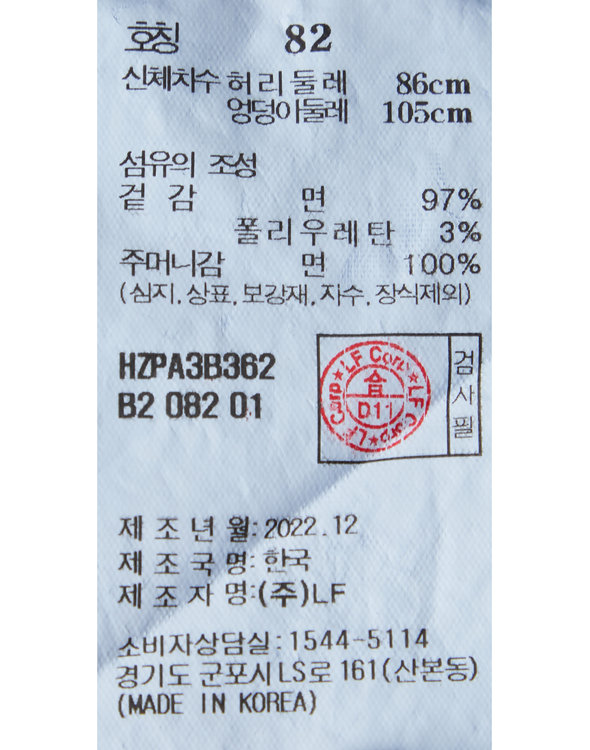 호칭 82
신체치수 허리둘레 86cm
엉덩이둘레 105cm
섬유의 조성
겉감 면 97%
폴리우레탄 3%
주머니감 면 100%
(심지, 상표, 보강재, 자수, 장식제외)
HZPA3B362
B2 082 01
LF Corp ★ LF Corp ★ LF Corp ★
合
D11
검사필
제조년월: 2022.12
제조국명: 한국
제조자명: (주)LF
소비자상담실: 1544-5114
경기도 군포시 LS로 161(산본동)
(MADE IN KOREA)